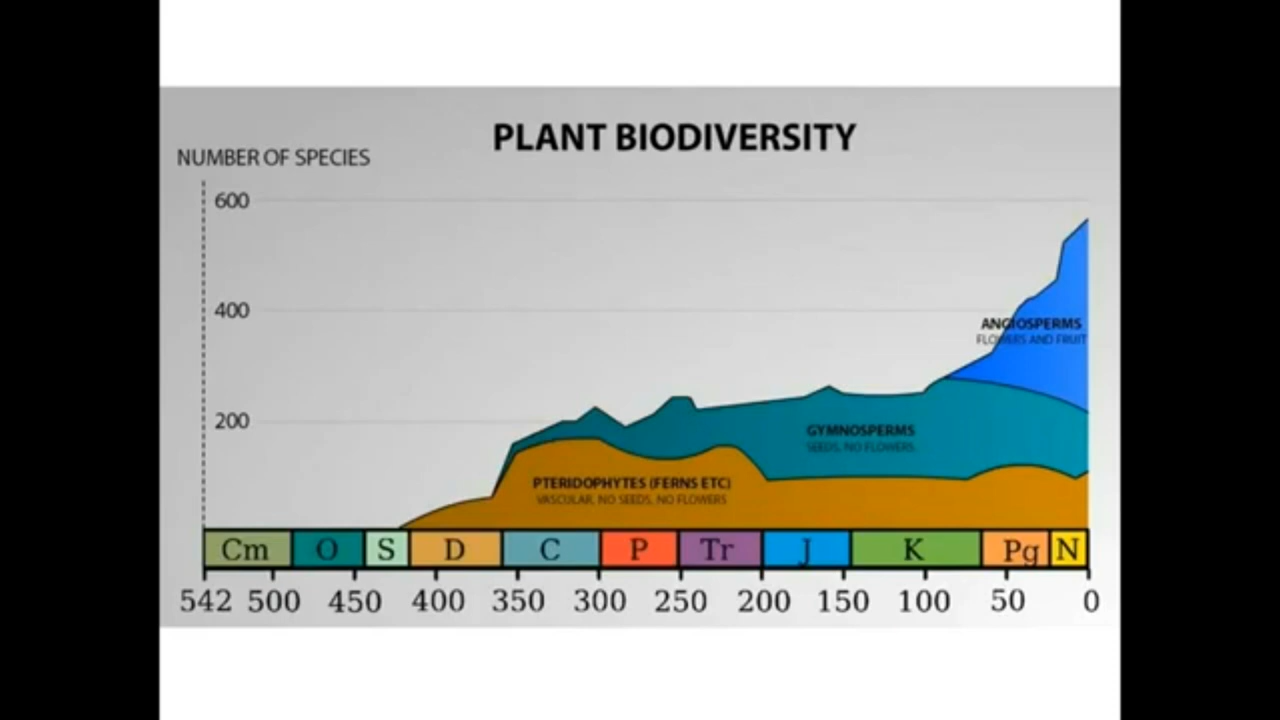 PLANT BIODIVERSITY
NUMBER OF SPECIES
600
400
ANGIOSPERMS
FLOWERS AND FRUIT
200
GYMNOSPERMS
SEEDS, NO FLOWERS
PTERIDOPHYTES (FERNS ETC)
VASCULAR, NO SEEDS, NO FLOWERS
Cm O S D C P Tr J K Pg N
542 500 450 400 350 300 250 200 150 100 50 0